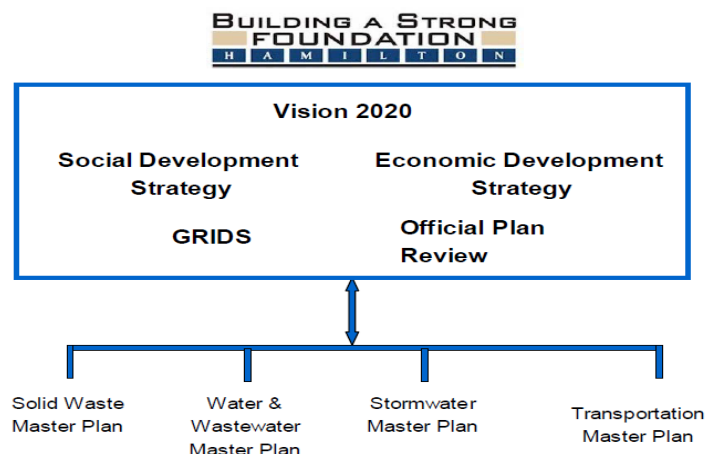 BUILDING A STRONG
FOUNDATION
HAMILTON
Vision 2020
Social Development
Strategy
Economic Development
Strategy
GRIDS
Official Plan
Review
Solid Waste
Master Plan
Water &
Wastewater
Master Plan
Stormwater
Master Plan
Transportation
Master Plan